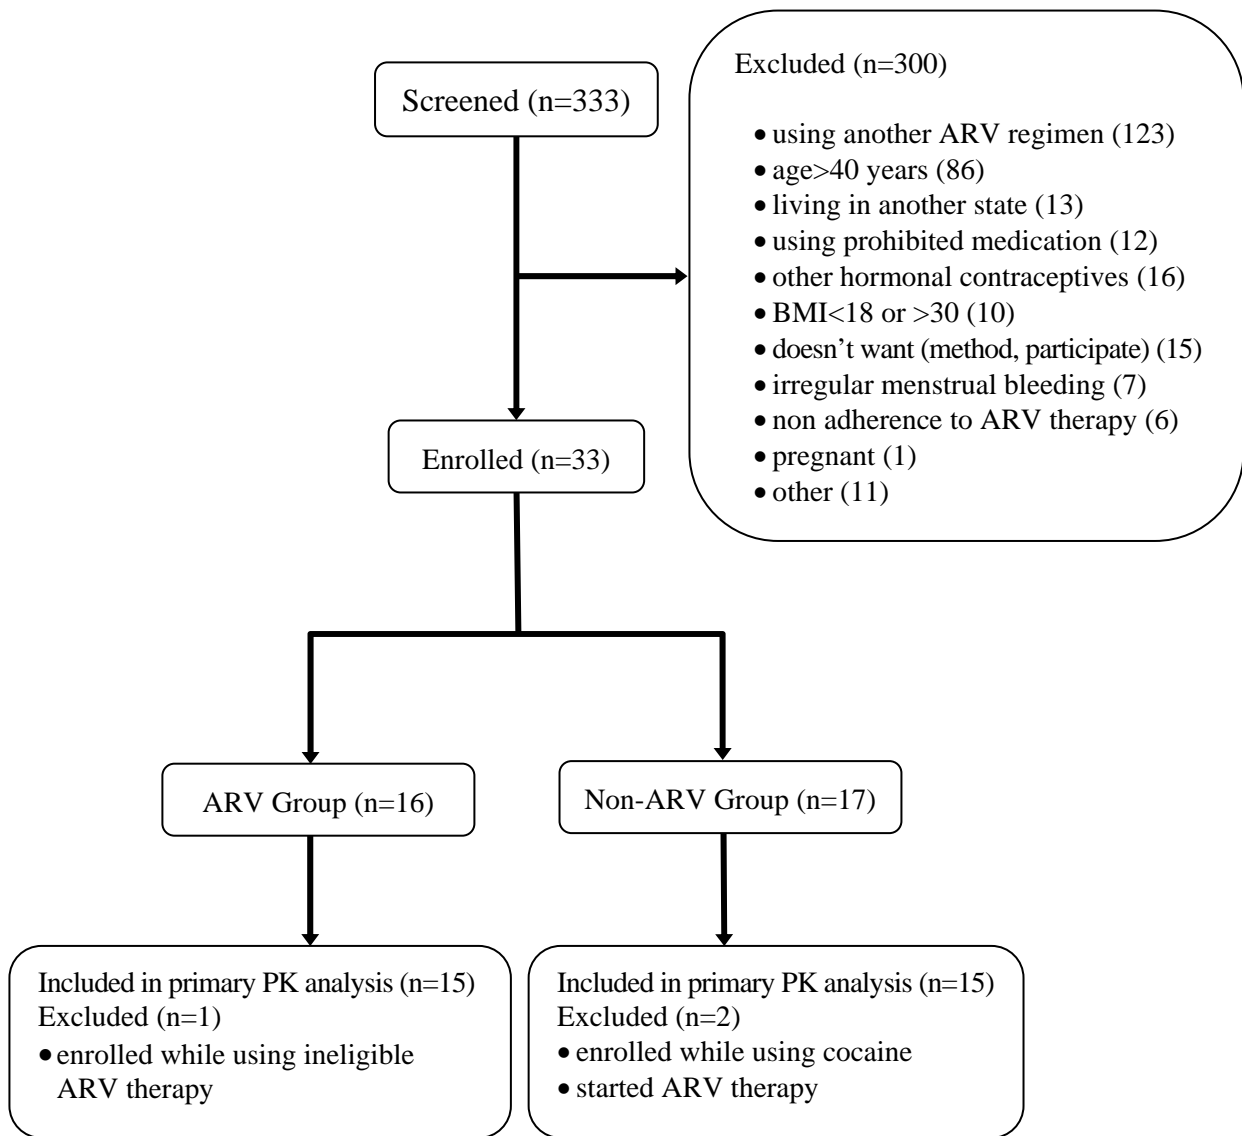 Screened (n=333)
Excluded (n=300)
• using another ARV regimen (123)
• age>40 years (86)
• living in another state (13)
• using prohibited medication (12)
• other hormonal contraceptives (16)
• BMI<18 or >30 (10)
• doesn’t want (method, participate) (15)
• irregular menstrual bleeding (7)
• non adherence to ARV therapy (6)
• pregnant (1)
• other (11)
Enrolled (n=33)
ARV Group (n=16)
Non-ARV Group (n=17)
Included in primary PK analysis (n=15)
Excluded (n=1)
• enrolled while using ineligible
ARV therapy
Included in primary PK analysis (n=15)
Excluded (n=2)
• enrolled while using cocaine
• started ARV therapy